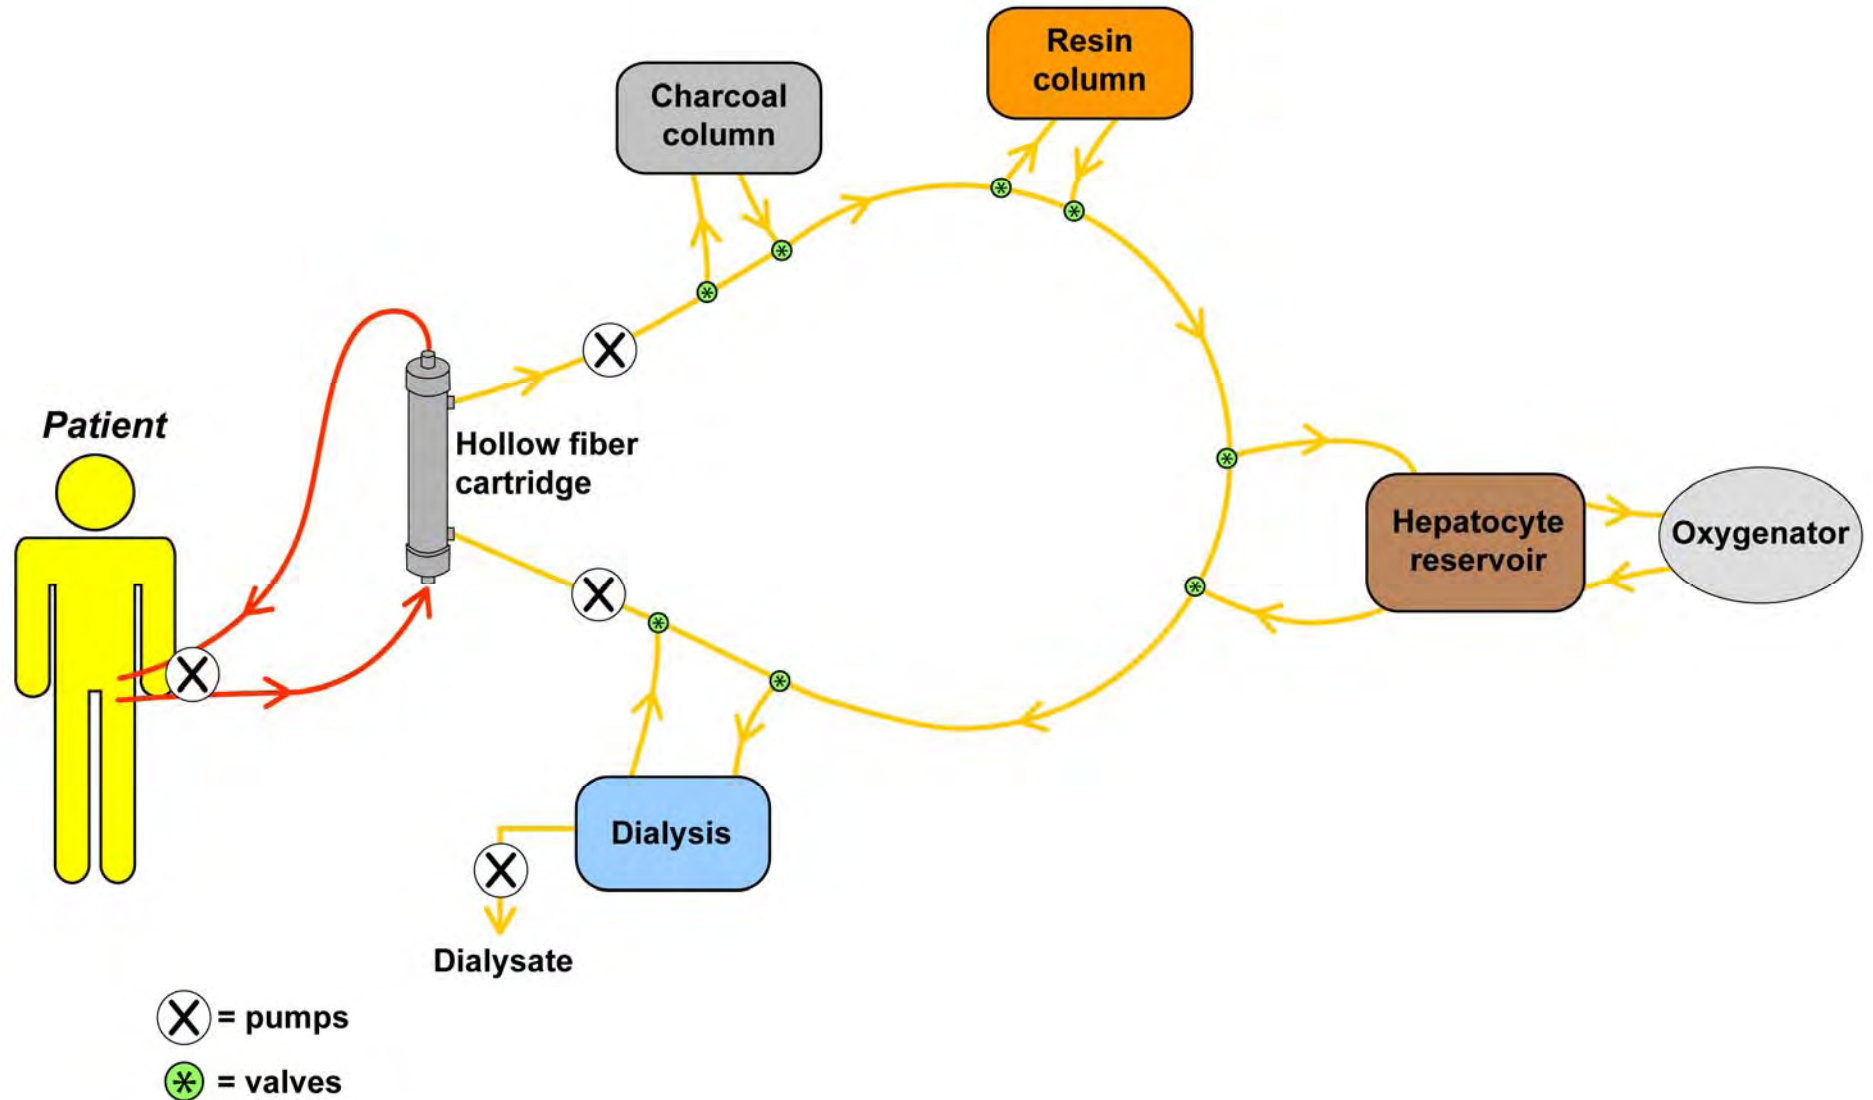 Resin
column
Charcoal
column
Patient
Hollow fiber
cartridge
Hepatocyte
reservoir
Oxygenator
Dialysis
Dialysate
= pumps
= valves